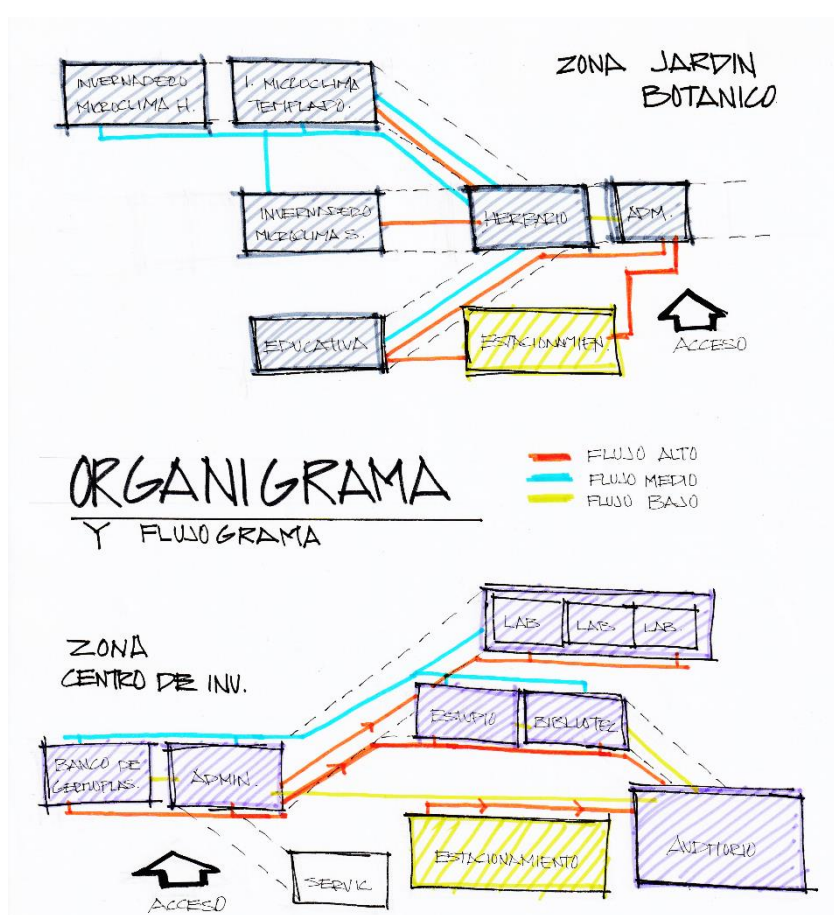 ZONA JARDIN
BOTANICO
INVERNADERO
MICROCLIMA H.
I. MICROCLIMA
TEMPLADO.
INVERNADERO
MICROCLIMA S.
HERBARIO
ADM.
EDUCATIVA
ESTACIONAMIEN.
ACCESO
ORGANIGRAMA
Y FLUJOGRAMA
FLUJO ALTO
FLUJO MEDIO
FLUJO BAJO
ZONA
CENTRO DE INV.
LAB
LAB
LAB.
ESTUDIO
BIBLIOTEC
BANCO DE
GERMOPLAS.
ADMIN.
SERVIC
ESTACIONAMIENTO
AUDITIORIO
ACCESO